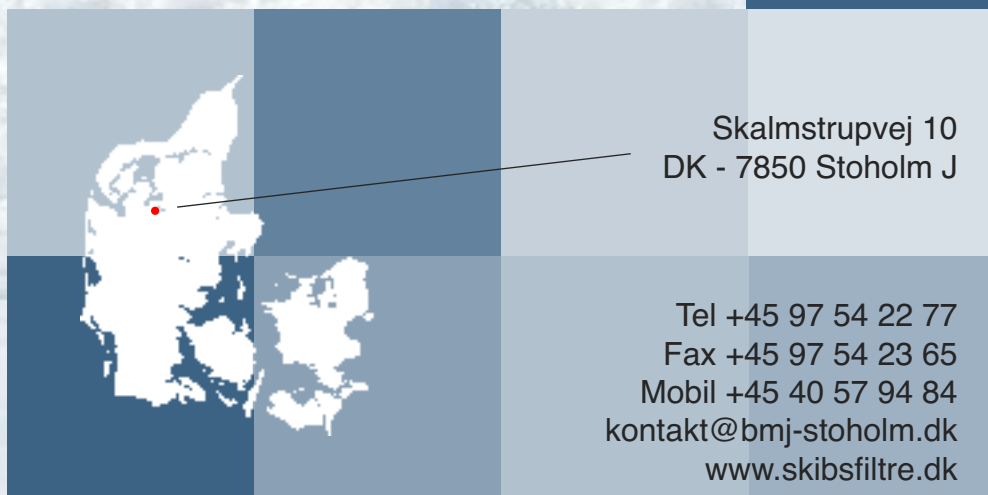 Skalmstrupvej 10
DK - 7850 Stoholm J
Tel +45 97 54 22 77
Fax +45 97 54 23 65
Mobil +45 40 57 94 84
kontakt@bmj-stoholm.dk
www.skibsfiltre.dk